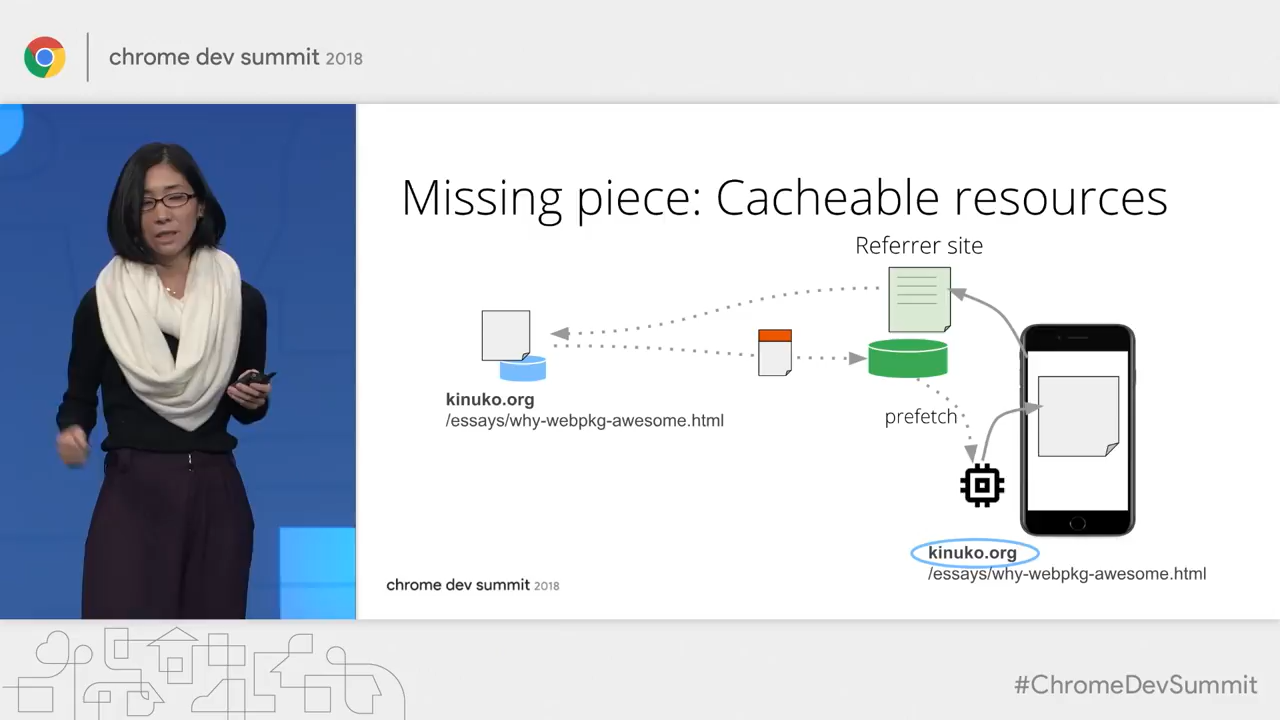 chrome dev summit 2018
Missing piece: Cacheable resources
Referrer site
kinuko.org
/essays/why-webpkg-awesome.html
prefetch
kinuko.org
/essays/why-webpkg-awesome.html
chrome dev summit 2018
#ChromeDevSummit